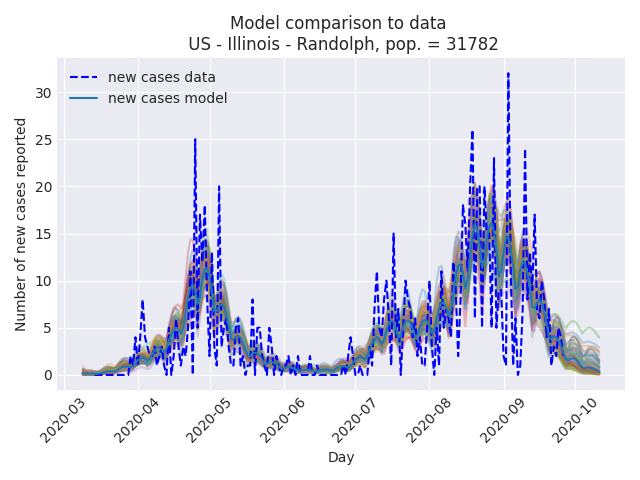 Model comparison to data
US - Illinois - Randolph, pop. = 31782
new cases data
new cases model
Number of new cases reported
30
25
20
15
10
5
0
2020-03
2020-04
2020-05
2020-06
2020-07
2020-08
2020-09
2020-10
Day